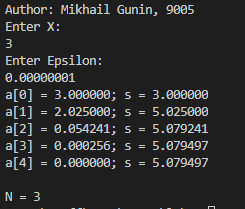 Author: Mikhail Gunin, 9005
Enter X:
3
Enter Epsilon:
0.00000001
a[0] = 3.000000; s = 3.000000
a[1] = 2.025000; s = 5.025000
a[2] = 0.054241; s = 5.079241
a[3] = 0.000256; s = 5.079497
a[4] = 0.000000; s = 5.079497
N = 3